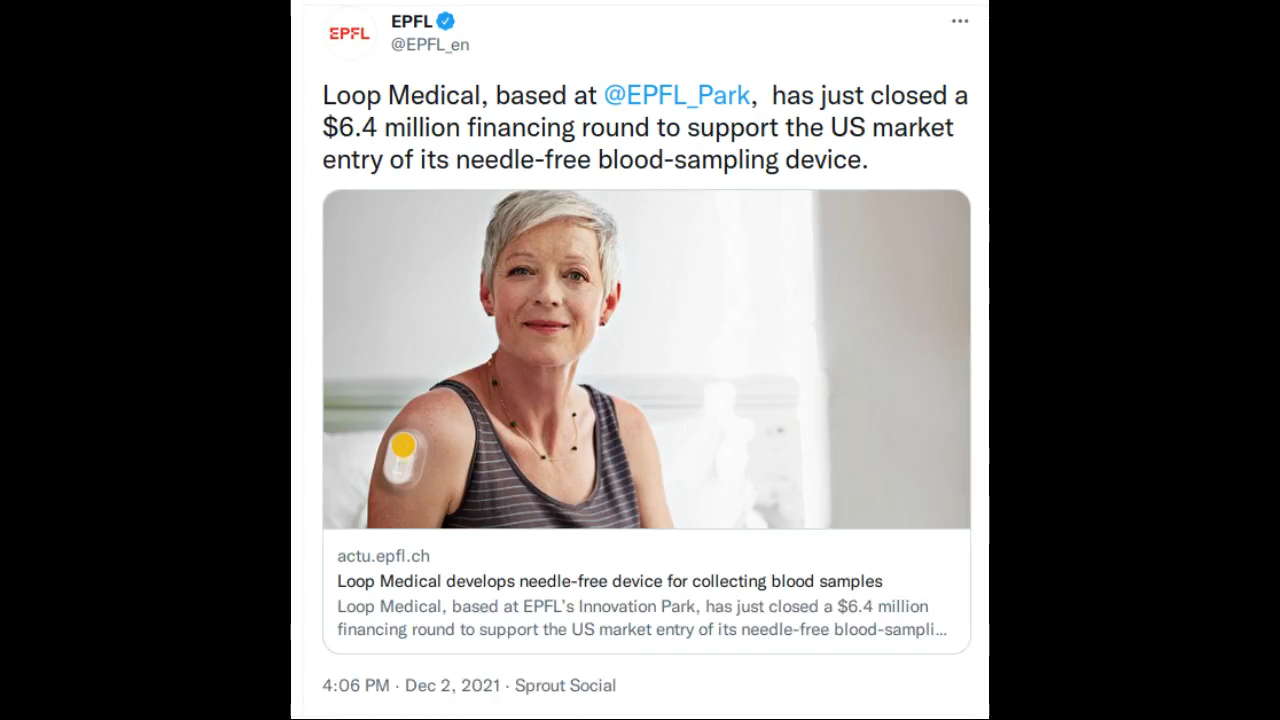 EPFL
EPFL
@EPFL_en
Loop Medical, based at @EPFL_Park,  has just closed a
$6.4 million financing round to support the US market
entry of its needle-free blood-sampling device.
actu.epfl.ch
Loop Medical develops needle-free device for collecting blood samples
Loop Medical, based at EPFL’s Innovation Park, has just closed a $6.4 million
financing round to support the US market entry of its needle-free blood-sampli...
4:06 PM · Dec 2, 2021 · Sprout Social